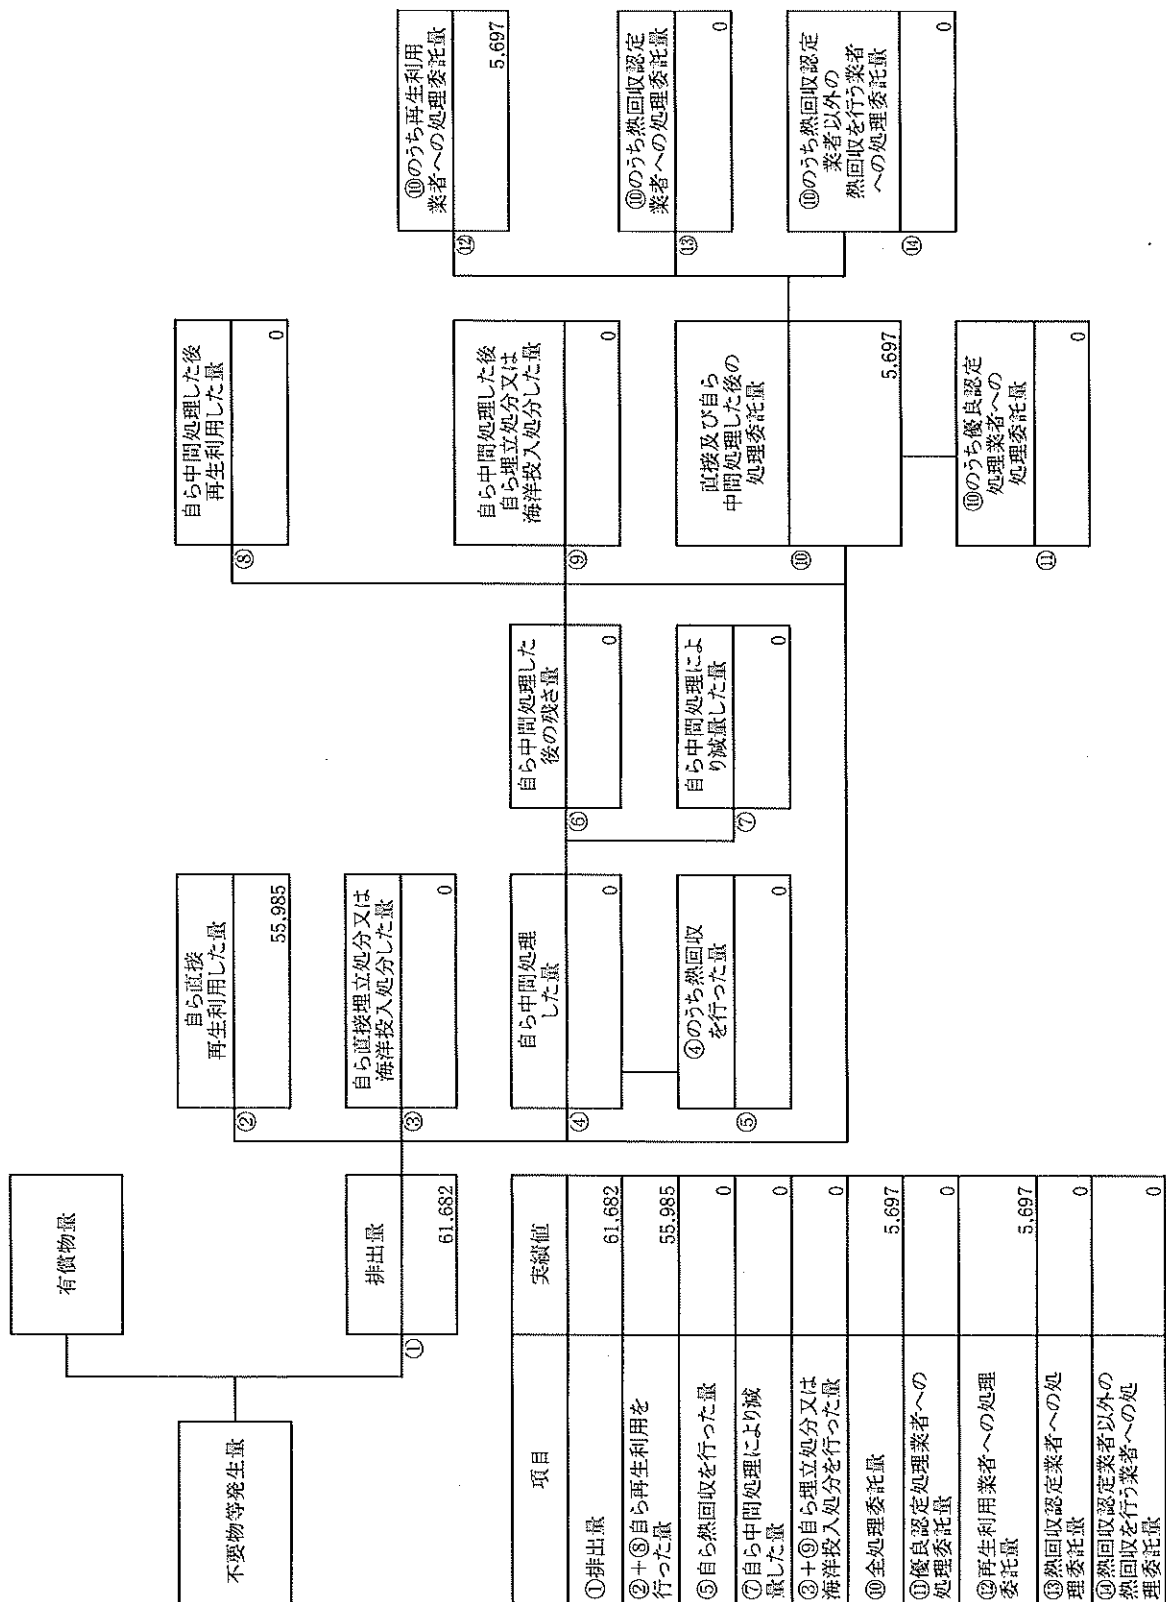 不要物等発生量
有償物量
①
排出量
61.682
②
自ら直接
再生利用した量
55.985
③
自ら直接埋立処分又は
海洋投入処分した量
0
④
自ら中間処理
した量
0
⑤
④のうち熱回収
を行った量
0
⑥
自ら中間処理した
後の残さ量
0
⑦
自ら中間処理によ
り減量した量
0
⑧
自ら中間処理した後
再生利用した量
0
⑨
自ら中間処理した後
自ら埋立処分又は
海洋投入処分した量
0
⑩
直接及び自ら
中間処理した後の
処理委託量
5.697
⑪
⑩のうち優良認定
処理業者への
処理委託量
0
⑫
⑩のうち再生利用
業者への処理委託量
5.697
⑬
⑩のうち熱回収認定
業者への処理委託量
0
⑭
⑩のうち熱回収認定
業者以外の
熱回収を行う業者
への処理委託量
0
項目 実績値
①排出量 61.682
②+⑧自ら再生利用を
行った量 55.985
⑤自ら熱回収を行った量 0
⑦自ら中間処理により減
量した量 0
③+⑨自ら埋立処分又は
海洋投入処分を行った量 0
⑩全処理委託量 5.697
⑪優良認定処理業者への
処理委託量 0
⑫再生利用業者への処理
委託量 5.697
⑬熱回収認定業者への処
理委託量 0
⑭熱回収認定業者以外の
熱回収を行う業者への処
理委託量 0